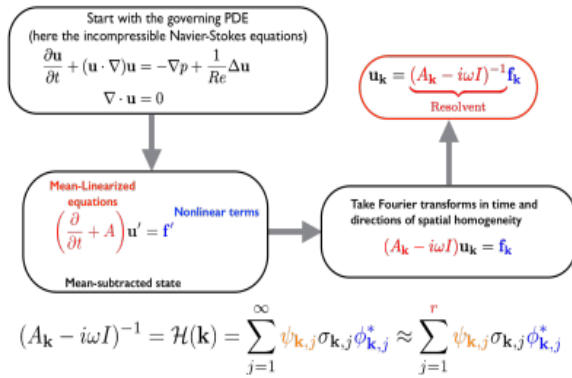 Start with the governing PDE
(here the incompressible Navier-Stokes equations)
∂u/∂t + (u · ∇)u = −∇p + 1/Re Δu
∇ · u = 0
u_k = (A_k − iωI)^{−1} f_k
Resolvent
Mean-Linearized
equations
Nonlinear terms
(∂/∂t + A) u′ = f′
Mean-subtracted state
Take Fourier transforms in time and
directions of spatial homogeneity
(A_k − iωI)u_k = f_k
(A_k − iωI)^{−1} = ℋ(k) = ∑_{j=1}^{∞} ψ_{k,j} σ_{k,j} ϕ*_{k,j} ≈ ∑_{j=1}^{r} ψ_{k,j} σ_{k,j} ϕ*_{k,j}